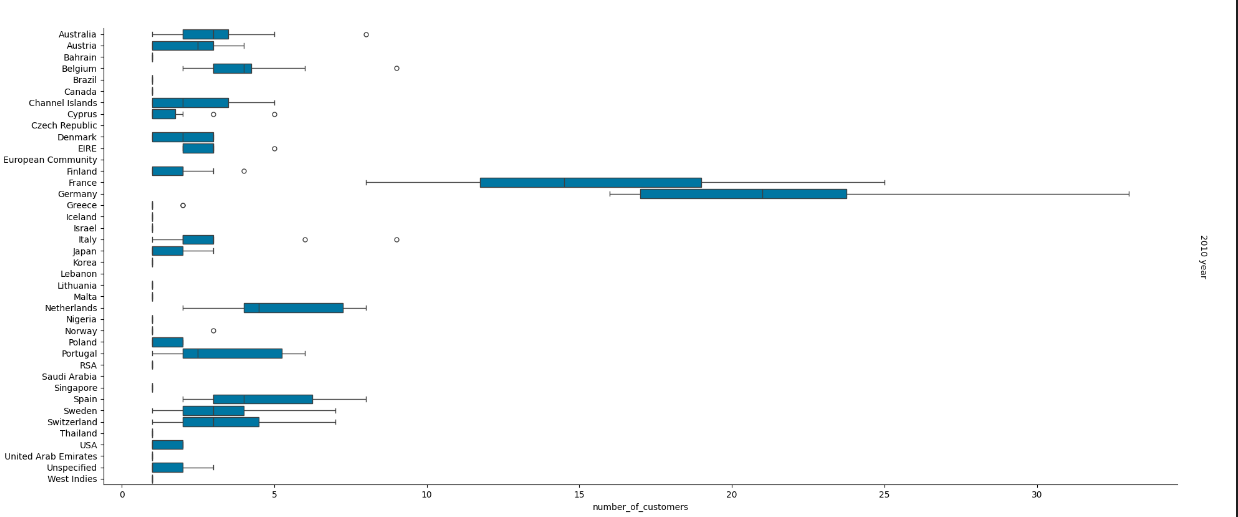 Australia
Austria
Bahrain
Belgium
Brazil
Canada
Channel Islands
Cyprus
Czech Republic
Denmark
EIRE
European Community
Finland
France
Germany
Greece
Iceland
Israel
Italy
Japan
Korea
Lebanon
Lithuania
Malta
Netherlands
Nigeria
Norway
Poland
Portugal
RSA
Saudi Arabia
Singapore
Spain
Sweden
Switzerland
Thailand
USA
United Arab Emirates
Unspecified
West Indies
0 5 10 15 20 25 30
number_of_customers
2010 year